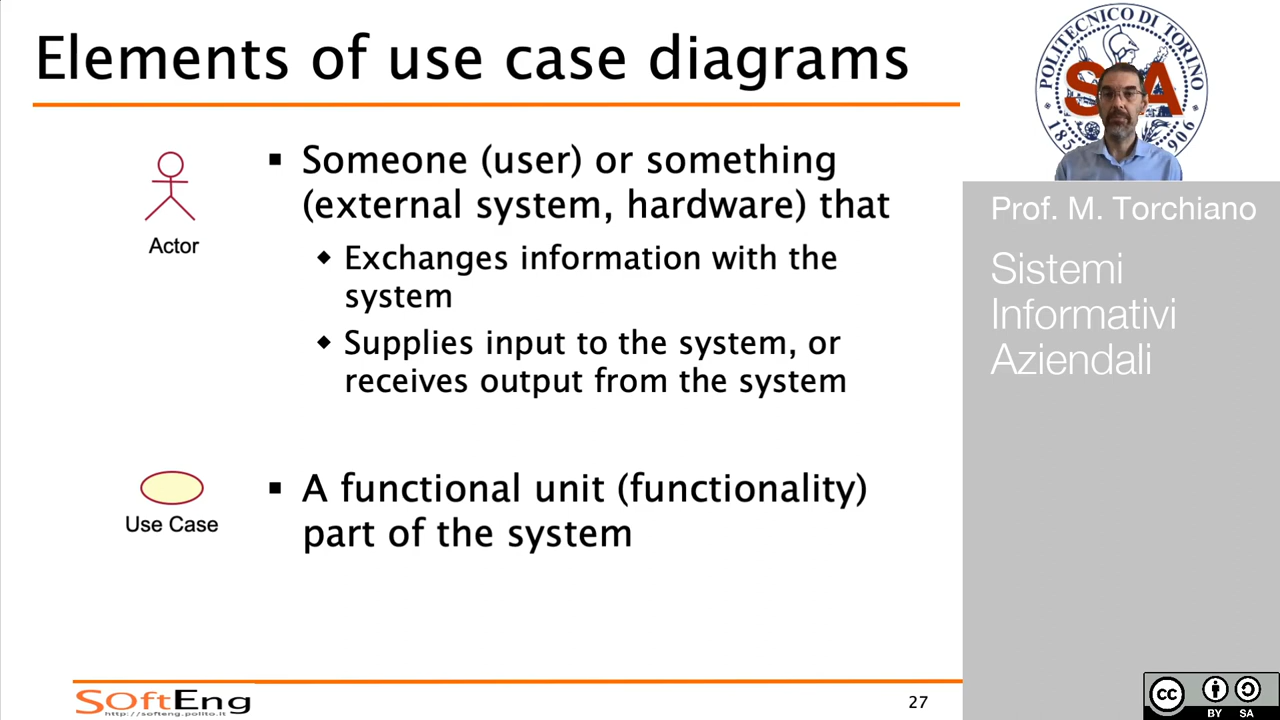 Elements of use case diagrams
Actor
▪ Someone (user) or something
(external system, hardware) that
◆ Exchanges information with the
system
◆ Supplies input to the system, or
receives output from the system
Use Case
▪ A functional unit (functionality)
part of the system
SOftEng
http://softeng.polito.it
27
POLITECNICO DI TORINO
Prof. M. Torchiano
Sistemi
Informativi
Aziendali
cc
BY SA